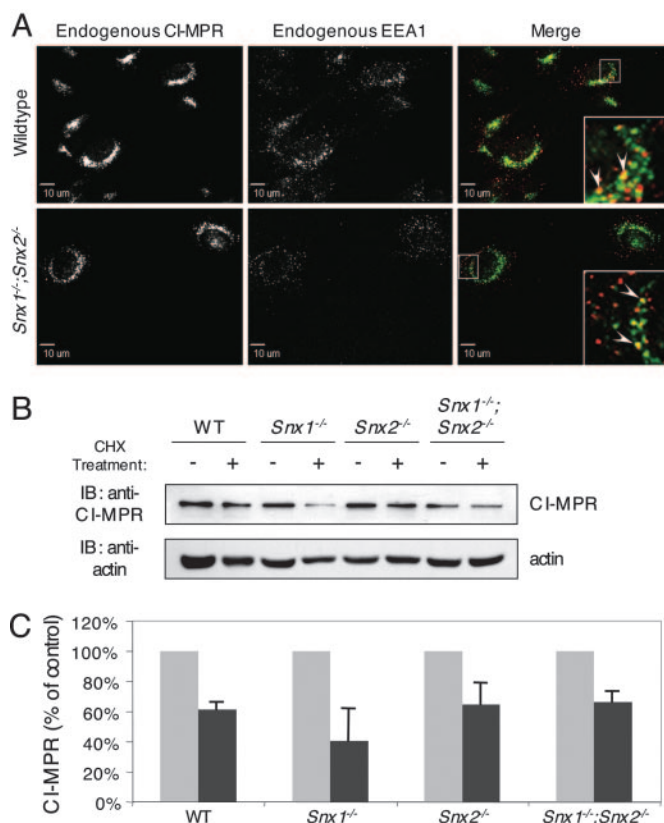 A
Endogenous CI-MPR
Endogenous EEA1
Merge
Wildtype
10 um
10 um
10 um
Snx1-/-;Snx2-/-
10 um
10 um
10 um
B
WT
Snx1-/-
Snx2-/-
Snx1-/-;
Snx2-/-
CHX
Treatment:
- + - + - + - +
IB: anti-
CI-MPR
CI-MPR
IB: anti-
actin
actin
C
CI-MPR (% of control)
120%
100%
80%
60%
40%
20%
0%
WT
Snx1-/-
Snx2-/-
Snx1-/-;Snx2-/-